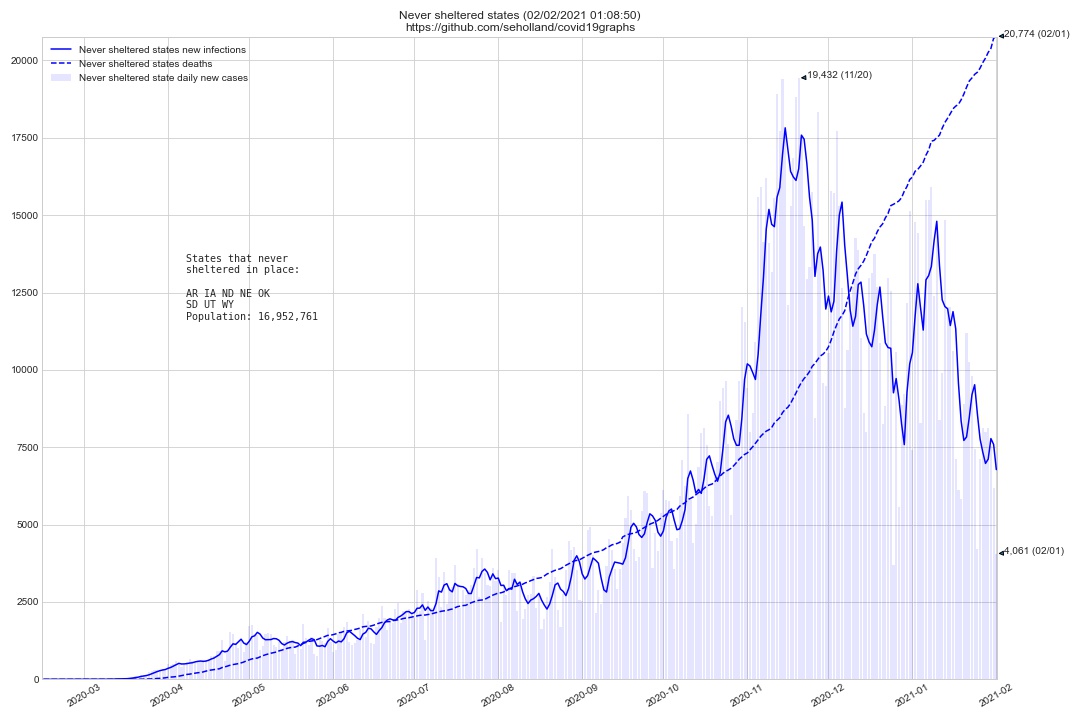 Never sheltered states (02/02/2021 01:08:50)
https://github.com/seholland/covid19graphs
Never sheltered states new infections
Never sheltered states deaths
Never sheltered state daily new cases
20,774 (02/01)
19,432 (11/20)
4,061 (02/01)
States that never
sheltered in place:
AR IA ND NE OK
SD UT WY
Population: 16,952,761
20000
17500
15000
12500
10000
7500
5000
2500
0
2020-03
2020-04
2020-05
2020-06
2020-07
2020-08
2020-09
2020-10
2020-11
2020-12
2021-01
2021-02